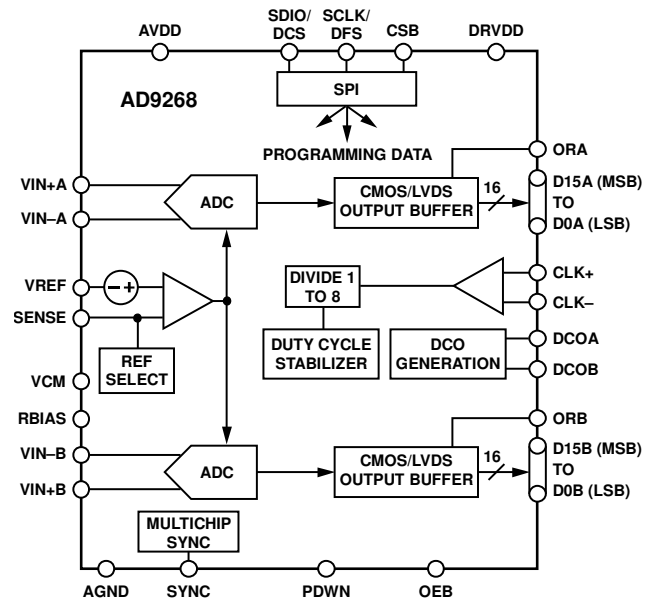 AVDD
SDIO/
DCS
SCLK/
DFS
CSB
DRVDD
AD9268
SPI
PROGRAMMING DATA
ORA
VIN+A
VIN–A
ADC
CMOS/LVDS
OUTPUT BUFFER
16
D15A (MSB)
TO
D0A (LSB)
VREF
– +
SENSE
REF
SELECT
DIVIDE 1
TO 8
DUTY CYCLE
STABILIZER
DCO
GENERATION
CLK+
CLK–
DCOA
DCOB
VCM
RBIAS
ORB
VIN–B
VIN+B
ADC
CMOS/LVDS
OUTPUT BUFFER
16
D15B (MSB)
TO
D0B (LSB)
MULTICHIP
SYNC
AGND
SYNC
PDWN
OEB